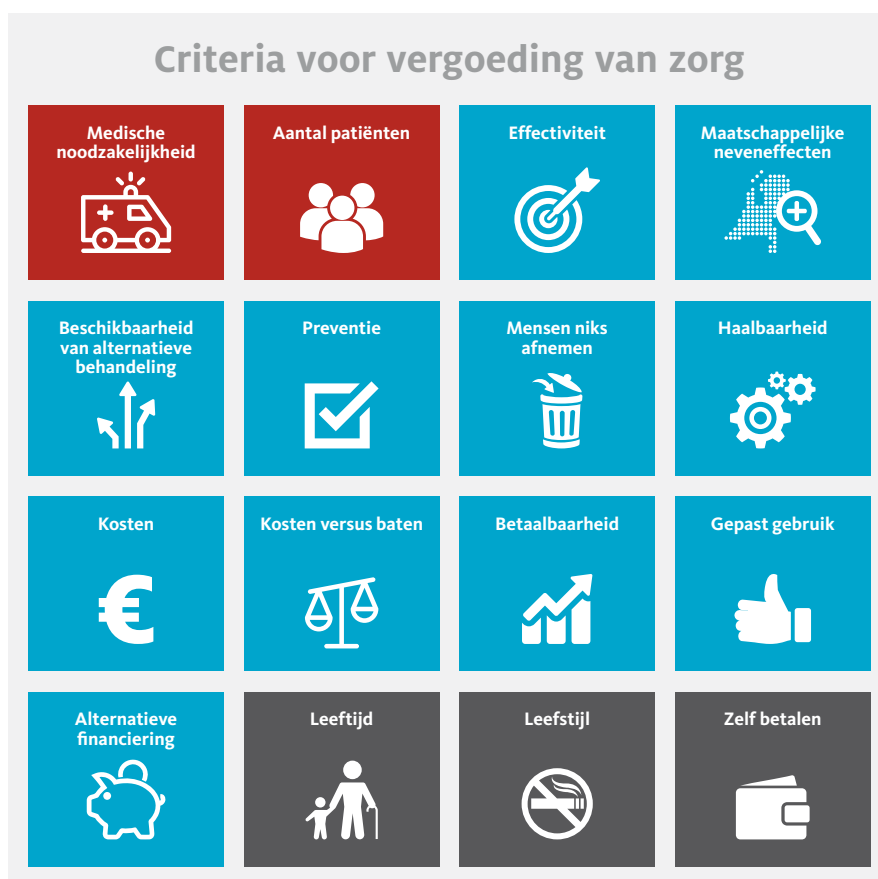 Criteria voor vergoeding van zorg
Medische
noodzakelijkheid
Aantal patiënten
Effectiviteit
Maatschappelijke
neveneffecten
Beschikbaarheid
van alternatieve
behandeling
Preventie
Mensen niks
afnemen
Haalbaarheid
Kosten
€
Kosten versus baten
Betaalbaarheid
Gepast gebruik
Alternatieve
financiering
Leeftijd
Leefstijl
Zelf betalen